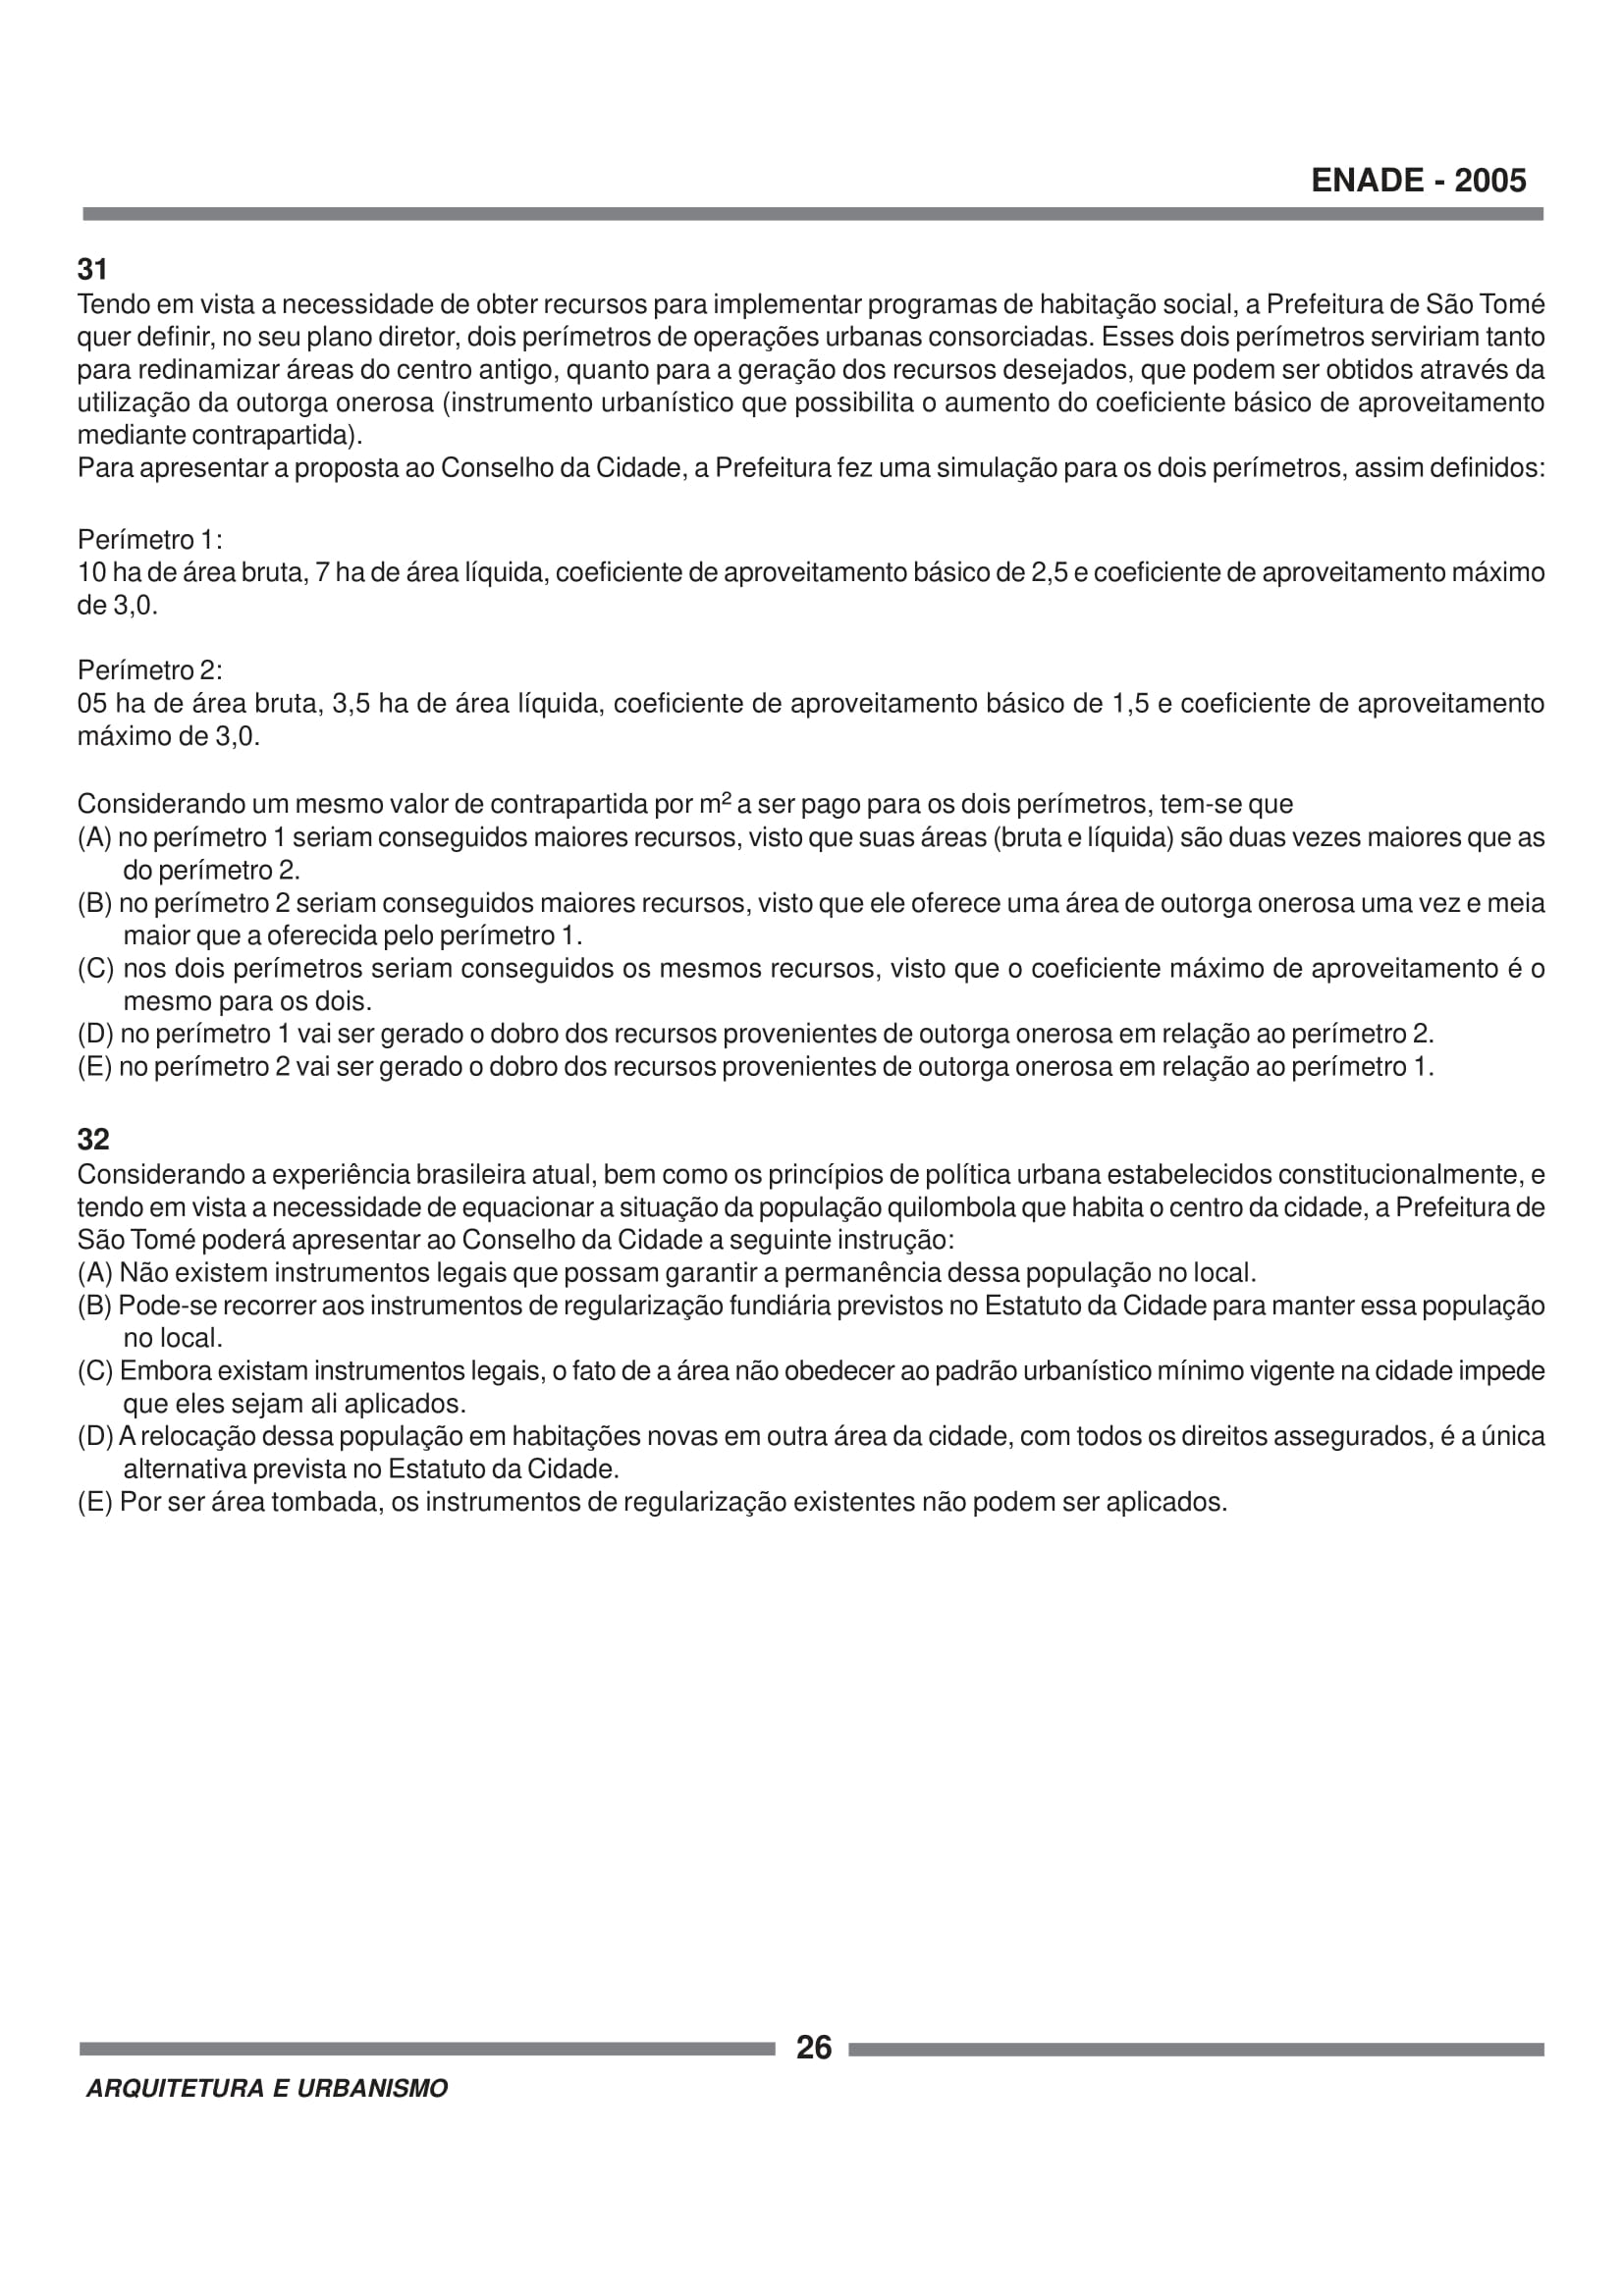 ENADE - 2005
31
Tendo em vista a necessidade de obter recursos para implementar programas de habitação social, a Prefeitura de São Tomé
quer definir, no seu plano diretor, dois perímetros de operações urbanas consorciadas. Esses dois perímetros serviriam tanto
para redinamizar áreas do centro antigo, quanto para a geração dos recursos desejados, que podem ser obtidos através da
utilização da outorga onerosa (instrumento urbanístico que possibilita o aumento do coeficiente básico de aproveitamento
mediante contrapartida).
Para apresentar a proposta ao Conselho da Cidade, a Prefeitura fez uma simulação para os dois perímetros, assim definidos:
Perímetro 1:
10 ha de área bruta, 7 ha de área líquida, coeficiente de aproveitamento básico de 2,5 e coeficiente de aproveitamento máximo
de 3,0.
Perímetro 2:
05 ha de área bruta, 3,5 ha de área líquida, coeficiente de aproveitamento básico de 1,5 e coeficiente de aproveitamento
máximo de 3,0.
Considerando um mesmo valor de contrapartida por m² a ser pago para os dois perímetros, tem-se que
(A) no perímetro 1 seriam conseguidos maiores recursos, visto que suas áreas (bruta e líquida) são duas vezes maiores que as
do perímetro 2.
(B) no perímetro 2 seriam conseguidos maiores recursos, visto que ele oferece uma área de outorga onerosa uma vez e meia
maior que a oferecida pelo perímetro 1.
(C) nos dois perímetros seriam conseguidos os mesmos recursos, visto que o coeficiente máximo de aproveitamento é o
mesmo para os dois.
(D) no perímetro 1 vai ser gerado o dobro dos recursos provenientes de outorga onerosa em relação ao perímetro 2.
(E) no perímetro 2 vai ser gerado o dobro dos recursos provenientes de outorga onerosa em relação ao perímetro 1.
32
Considerando a experiência brasileira atual, bem como os princípios de política urbana estabelecidos constitucionalmente, e
tendo em vista a necessidade de equacionar a situação da população quilombola que habita o centro da cidade, a Prefeitura de
São Tomé poderá apresentar ao Conselho da Cidade a seguinte instrução:
(A) Não existem instrumentos legais que possam garantir a permanência dessa população no local.
(B) Pode-se recorrer aos instrumentos de regularização fundiária previstos no Estatuto da Cidade para manter essa população
no local.
(C) Embora existam instrumentos legais, o fato de a área não obedecer ao padrão urbanístico mínimo vigente na cidade impede
que eles sejam ali aplicados.
(D) A relocação dessa população em habitações novas em outra área da cidade, com todos os direitos assegurados, é a única
alternativa prevista no Estatuto da Cidade.
(E) Por ser área tombada, os instrumentos de regularização existentes não podem ser aplicados.
26
ARQUITETURA E URBANISMO